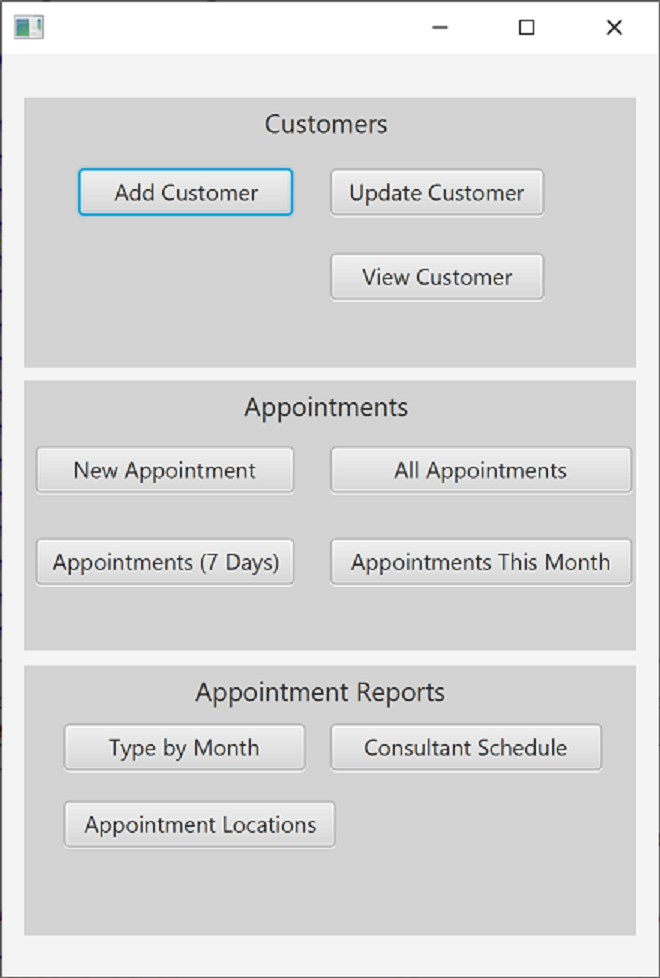 Customers
Add Customer Update Customer
View Customer
Appointments
New Appointment All Appointments
Appointments (7 Days) Appointments This Month
Appointment Reports
Type by Month Consultant Schedule
Appointment Locations